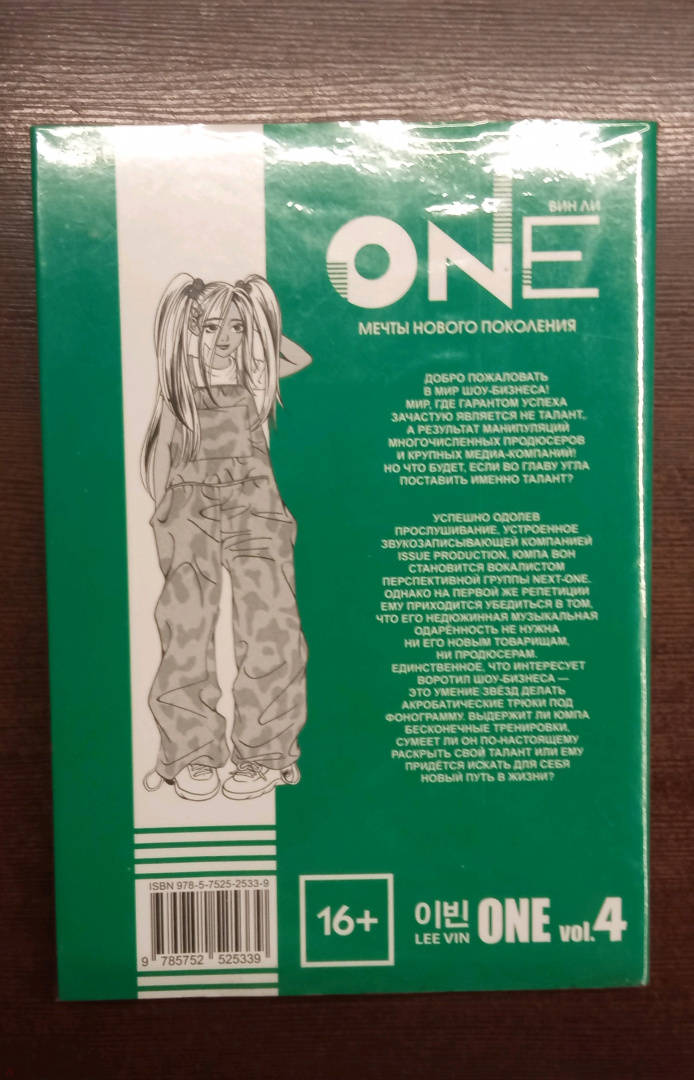 ВИН ЛИ
ONE
МЕЧТЫ НОВОГО ПОКОЛЕНИЯ
ДОБРО ПОЖАЛОВАТЬ
В МИР ШОУ-БИЗНЕСА!
МИР, ГДЕ ГАРАНТОМ УСПЕХА
ЗАЧАСТУЮ ЯВЛЯЕТСЯ НЕ ТАЛАНТ,
А РЕЗУЛЬТАТ МАНИПУЛЯЦИЙ
МНОГОЧИСЛЕННЫХ ПРОДЮСЕРОВ
И КРУПНЫХ МЕДИА-КОМПАНИЙ!
НО ЧТО БУДЕТ, ЕСЛИ ВО ГЛАВУ УГЛА
ПОСТАВИТЬ ИМЕННО ТАЛАНТ?
УСПЕШНО ОДОЛЕВ
ПРОСЛУШИВАНИЕ, УСТРОЕННОЕ
ЗВУКОЗАПИСЫВАЮЩЕЙ КОМПАНИЕЙ
ISSUE PRODUCTION, ЮМПА ВОН
СТАНОВИТСЯ ВОКАЛИСТОМ
ПЕРСПЕКТИВНОЙ ГРУППЫ NEXT-ONE.
ОДНАКО НА ПЕРВОЙ ЖЕ РЕПЕТИЦИИ
ЕМУ ПРИХОДИТСЯ УБЕДИТЬСЯ В ТОМ,
ЧТО ЕГО НЕДЮЖИННАЯ МУЗЫКАЛЬНАЯ
ОДАРЁННОСТЬ НЕ НУЖНА
НИ ЕГО НОВЫМ ТОВАРИЩАМ,
НИ ПРОДЮСЕРАМ.
ЕДИНСТВЕННОЕ, ЧТО ИНТЕРЕСУЕТ
ВОРОТИЛ ШОУ-БИЗНЕСА —
ЭТО УМЕНИЕ ЗВЁЗД ДЕЛАТЬ
АКРОБАТИЧЕСКИЕ ТРЮКИ ПОД
ФОНОГРАММУ. ВЫДЕРЖИТ ЛИ ЮМПА
БЕСКОНЕЧНЫЕ ТРЕНИРОВКИ,
СУМЕЕТ ЛИ ОН ПО-НАСТОЯЩЕМУ
РАСКРЫТЬ СВОЙ ТАЛАНТ ИЛИ ЕМУ
ПРИДЁТСЯ ИСКАТЬ ДЛЯ СЕБЯ
НОВЫЙ ПУТЬ В ЖИЗНИ?
ISBN 978-5-7525-2533-9
9 785752 525339
16+
이빈
LEE VIN
ONE vol.4